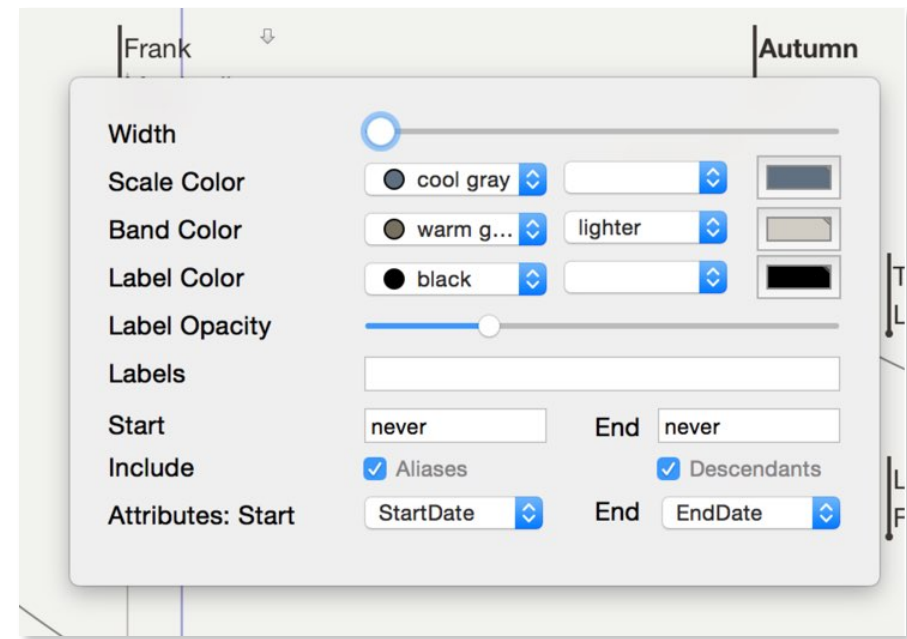 Frank
Autumn
Width
Scale Color cool gray
Band Color warm g... lighter
Label Color black
Label Opacity
Labels
Start never End never
Include Aliases Descendants
Attributes: Start StartDate End EndDate
T
L
L
F